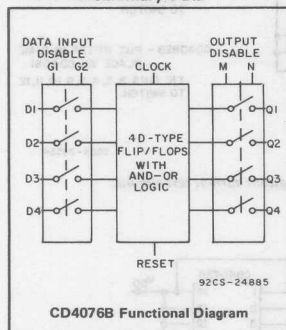 DATA INPUT
DISABLE
G1 G2
CLOCK
OUTPUT
DISABLE
M N
D1
D2
D3
D4
4D-TYPE
FLIP/FLOPS
WITH
AND-OR
LOGIC
Q1
Q2
Q3
Q4
RESET
92CS-24885
CD4076B Functional Diagram